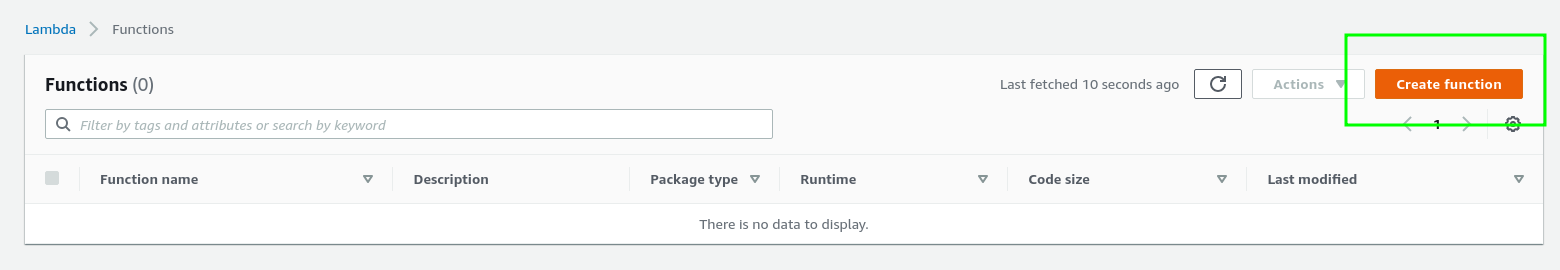 Lambda Functions
Functions (0) Last fetched 10 seconds ago Actions Create function
Filter by tags and attributes or search by keyword 1
Function name Description Package type Runtime Code size Last modified
There is no data to display.